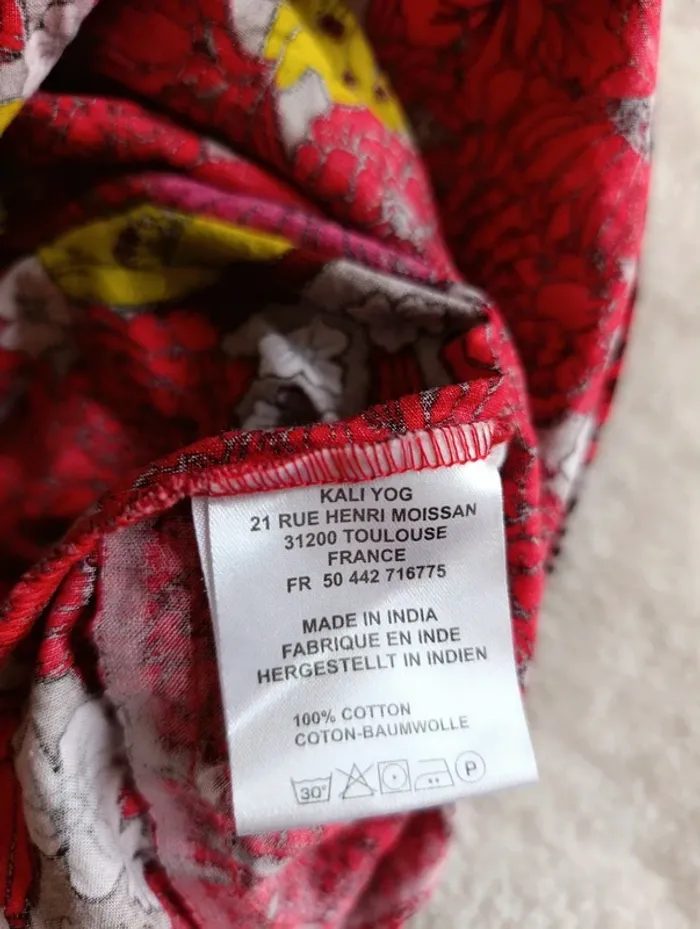 KALI YOG
21 RUE HENRI MOISSAN
31200 TOULOUSE
FRANCE
FR 50 442 716775
MADE IN INDIA
FABRIQUE EN INDE
HERGESTELLT IN INDIEN
100% COTTON
COTON-BAUMWOLLE
30° P